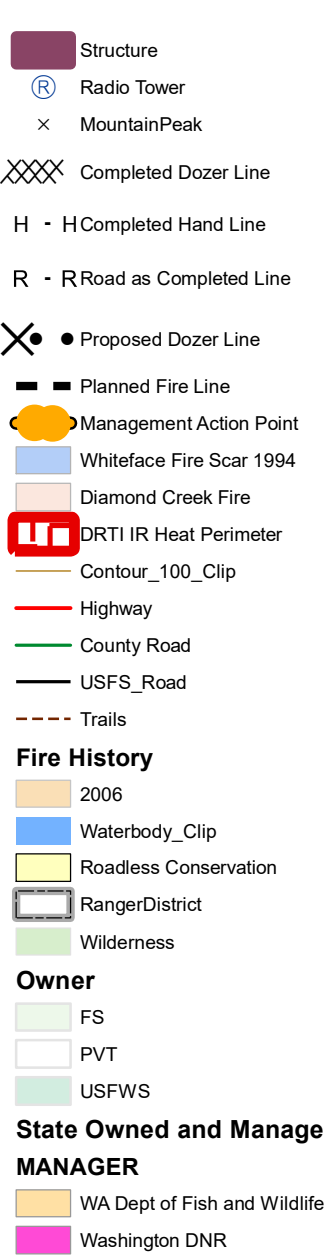 Structure
R Radio Tower
× MountainPeak
Completed Dozer Line
H - H Completed Hand Line
R - R Road as Completed Line
Proposed Dozer Line
Planned Fire Line
Management Action Point
Whiteface Fire Scar 1994
Diamond Creek Fire
DRTI IR Heat Perimeter
Contour_100_Clip
Highway
County Road
USFS_Road
Trails
Fire History
2006
Waterbody_Clip
Roadless Conservation
RangerDistrict
Wilderness
Owner
FS
PVT
USFWS
State Owned and Manage
MANAGER
WA Dept of Fish and Wildlife
Washington DNR